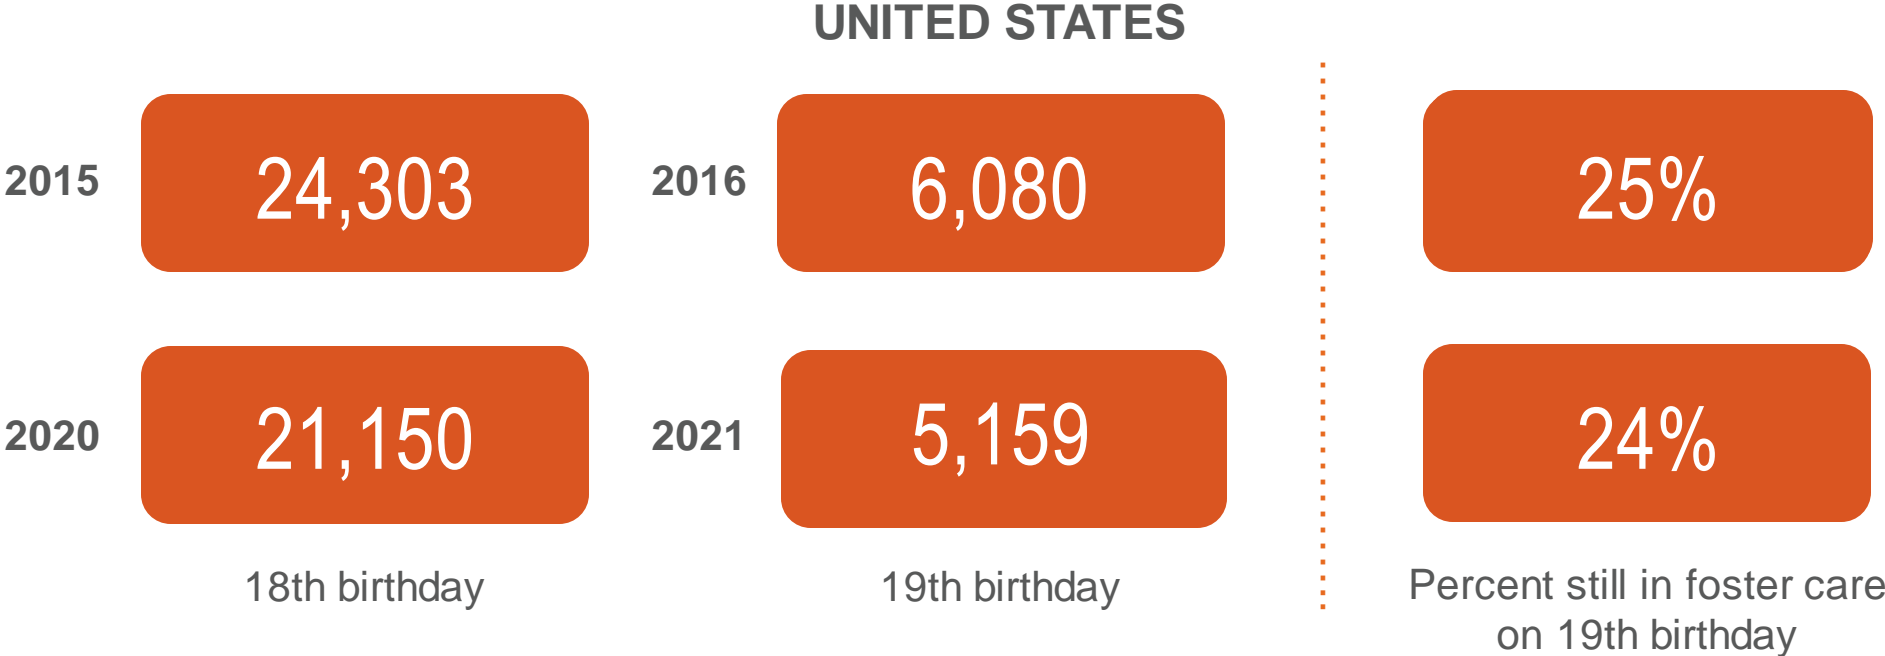 UNITED STATES
2015
24,303
2016
6,080
25%
2020
21,150
2021
5,159
24%
18th birthday
19th birthday
Percent still in foster care
on 19th birthday